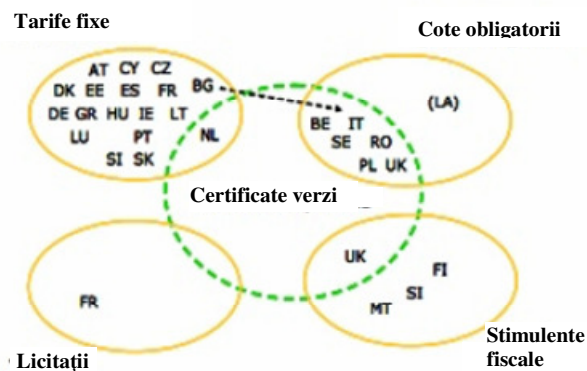 Tarife fixe
Cote obligatorii
AT CY CZ
DK EE ES FR BG
DE GR HU IE LT
LU PT NL
SI SK
(LA)
BE IT
SE RO
PL UK
Certificate verzi
UK
FI
SI
MT
FR
Licitaţii
Stimulente
fiscale